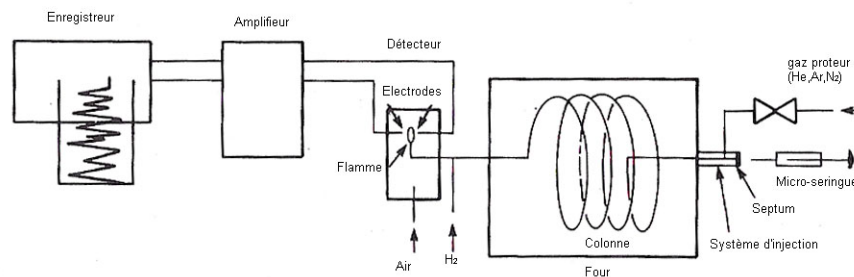 Enregistreur
Amplifieur
Détecteur
gaz proteur
(He,Ar,N₂)
Electrodes
Flamme
Micro-seringue
Septum
Colonne
Système d'injection
Air
H₂
Four